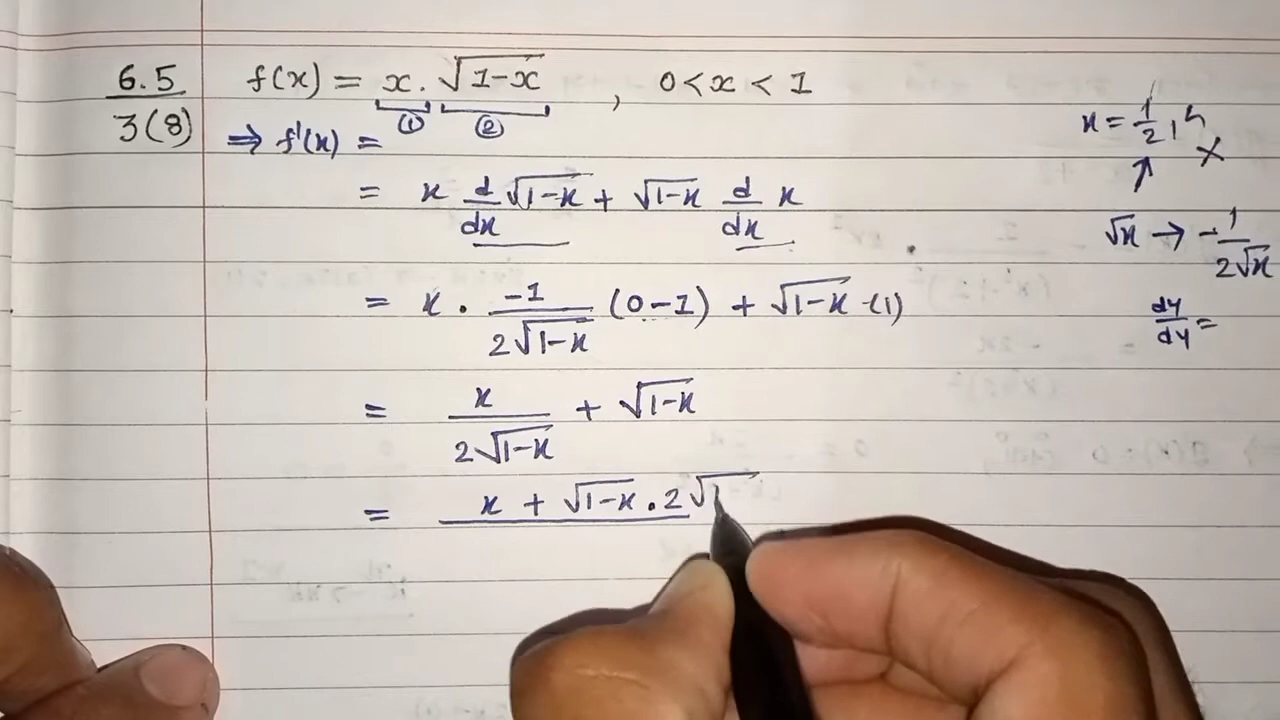 6.5 f(x) = x . √1-x , 0 < x < 1
3(8) ① ②
⇒ f'(x) =
= x d/dx √1-x + √1-x d/dx x
= x . -1/2√1-x (0-1) + √1-x .(1)
= x/2√1-x + √1-x
= x + √1-x . 2√1
x = 1/2 ,
↑
√x → -1/2√x
dy/dy =